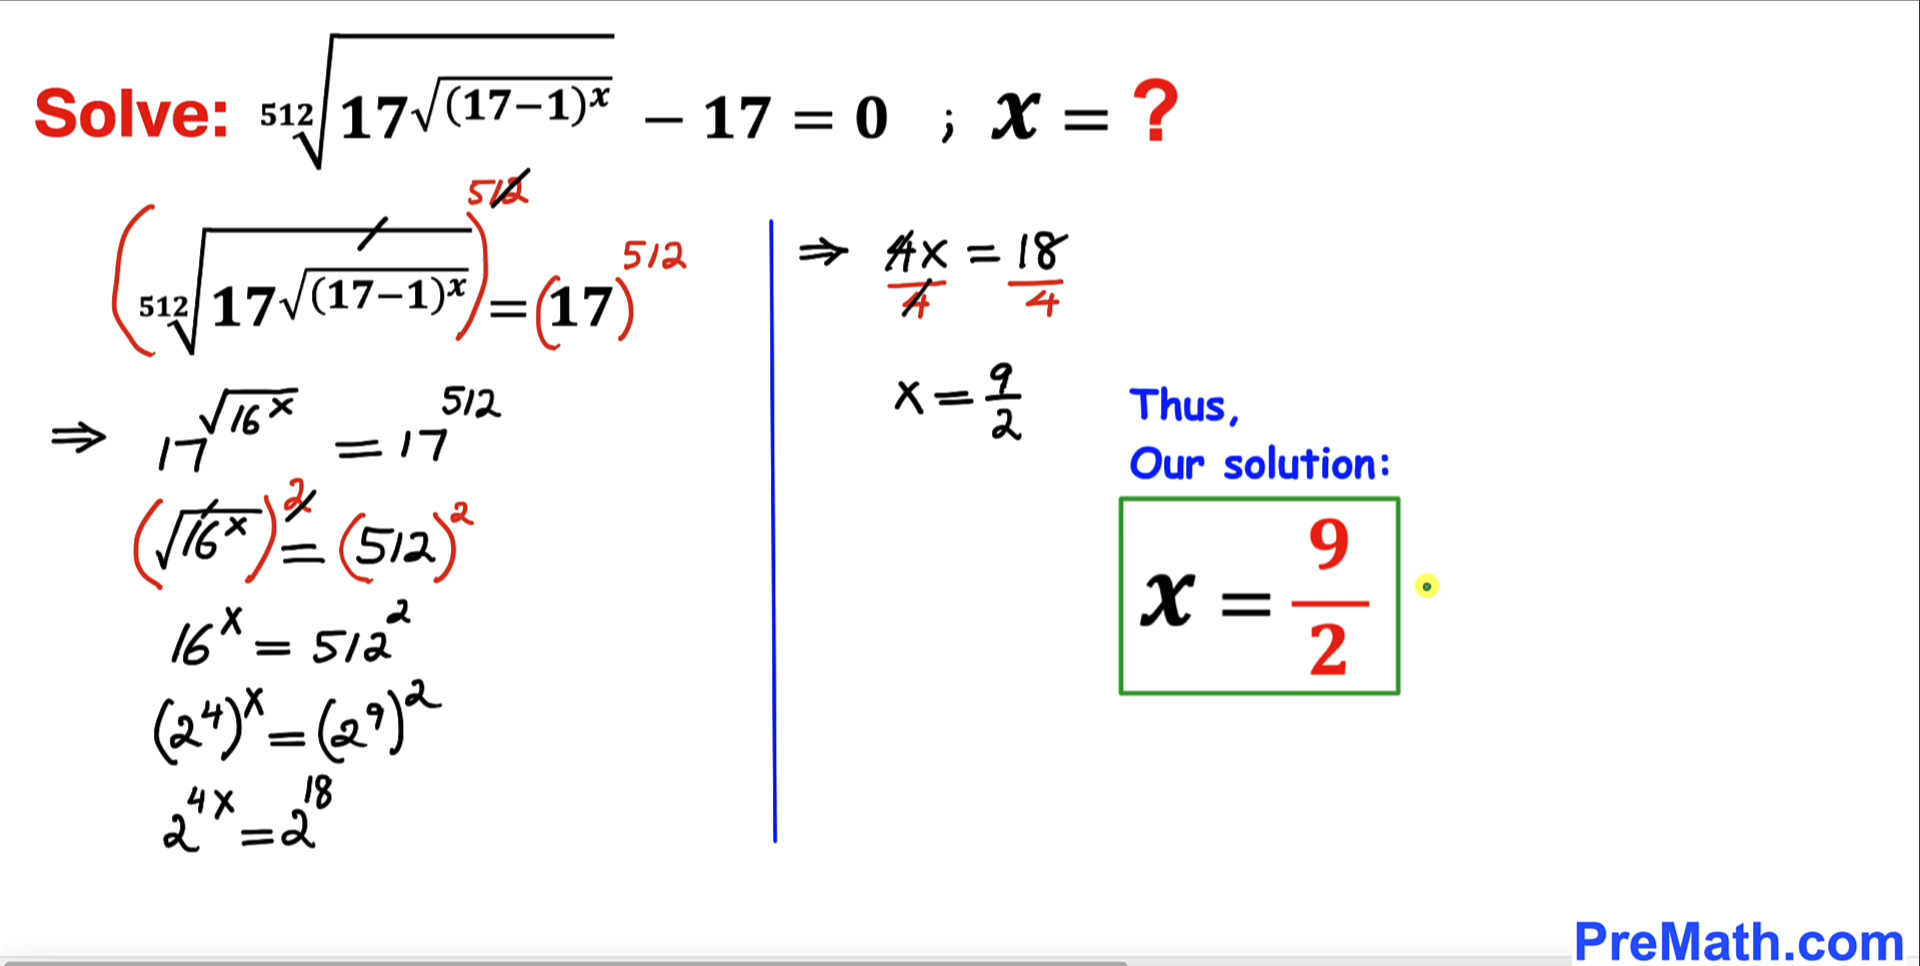 Solve: ⁵¹²√(17^√((17−1)^x)) − 17 = 0 ; x = ?
(⁵¹²√(17^√((17−1)^x)))^512 = (17)^512
⇒ 17^√(16^x) = 17^512
(√(16^x))^2 = (512)^2
16^x = 512^2
(2^4)^x = (2^9)^2
2^4x = 2^18
⇒ 4x/4 = 18/4
x = 9/2
Thus,
Our solution:
x = 9/2
PreMath.com